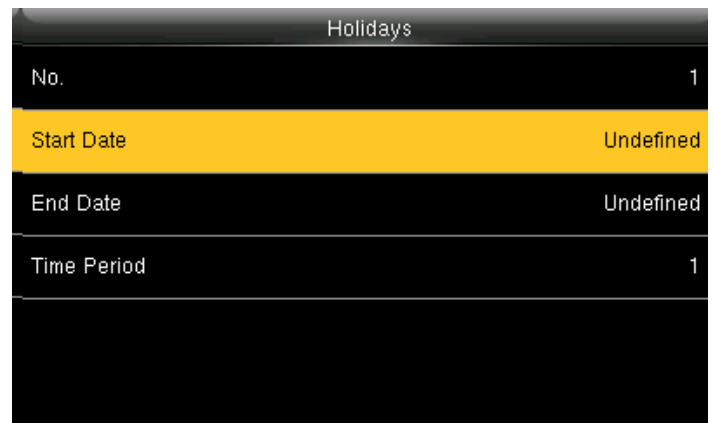 Holidays
No. 1
Start Date Undefined
End Date Undefined
Time Period 1